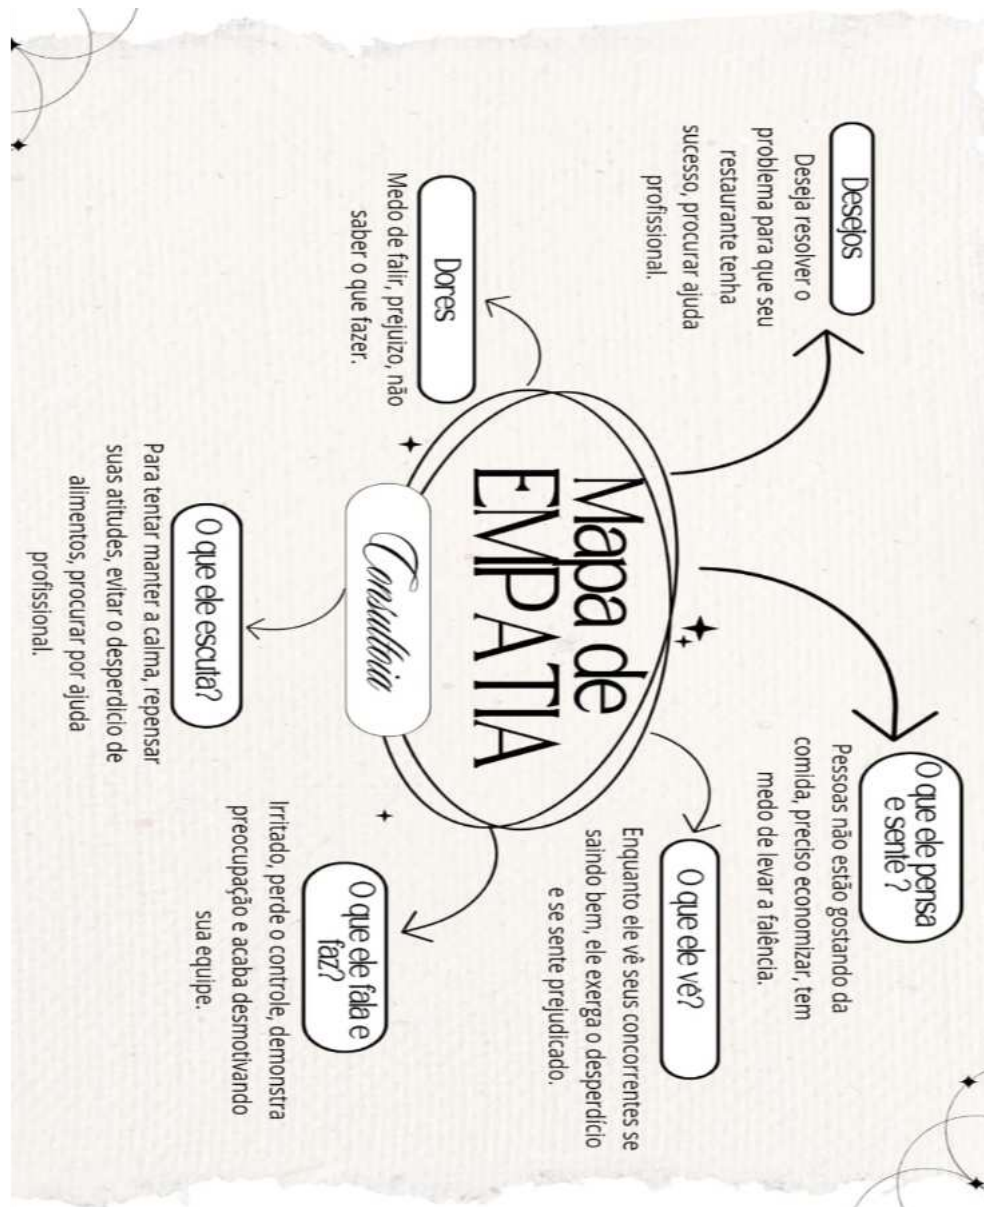 Mapa de
EMPATIA
Consultoria
Desejos
Deseja resolver o
problema para que seu
restaurante tenha
sucesso, procurar ajuda
profissional.
O que ele pensa
e sente ?
Pessoas não estão gostando da
comida, preciso economizar, tem
medo de levar a falência.
O que ele vê?
Enquanto ele vê seus concorrentes se
saindo bem, ele exerga o desperdício
e se sente prejudicado.
Dores
Medo de falir, prejuizo, não
saber o que fazer.
O que ele fala e
faz?
Irritado, perde o controle, demonstra
preocupação e acaba desmotivando
sua equipe.
O que ele escuta?
Para tentar manter a calma, repensar
suas atitudes, evitar o desperdicio de
alimentos, procurar por ajuda
profissional.